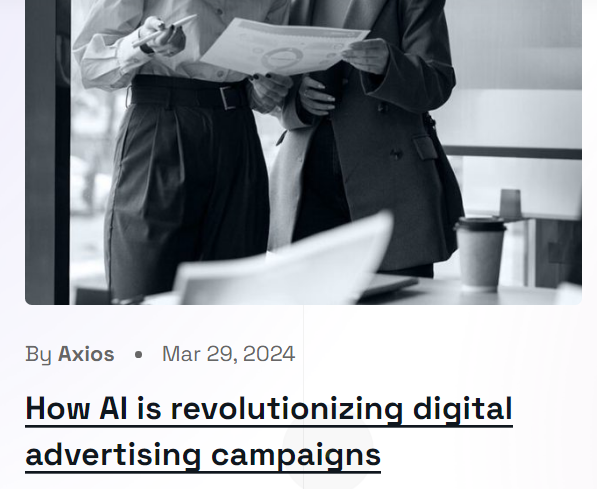 By Axios • Mar 29, 2024
How AI is revolutionizing digital
advertising campaigns